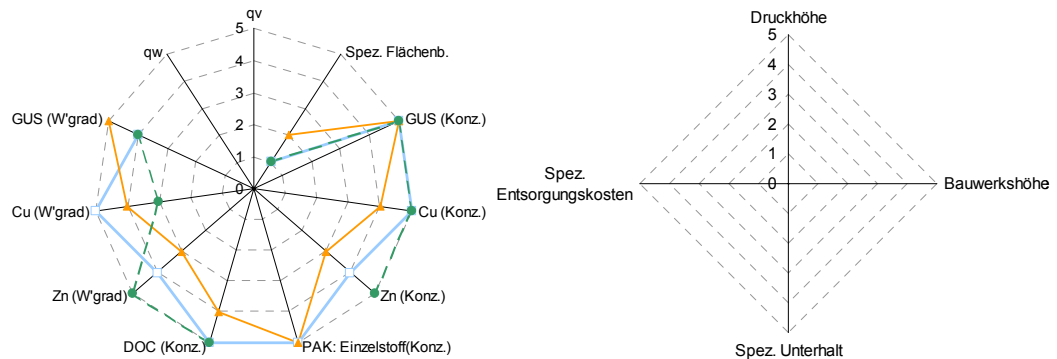 qv
5
4
3
2
1
0
Spez. Flächenb.
GUS (Konz.)
Cu (Konz.)
Zn (Konz.)
PAK: Einzelstoff(Konz.)
DOC (Konz.)
Zn (W'grad)
Cu (W'grad)
GUS (W'grad)
qw
Druckhöhe
5
4
3
2
1
0
Bauwerkshöhe
Spez. Unterhalt
Spez.
Entsorgungskosten